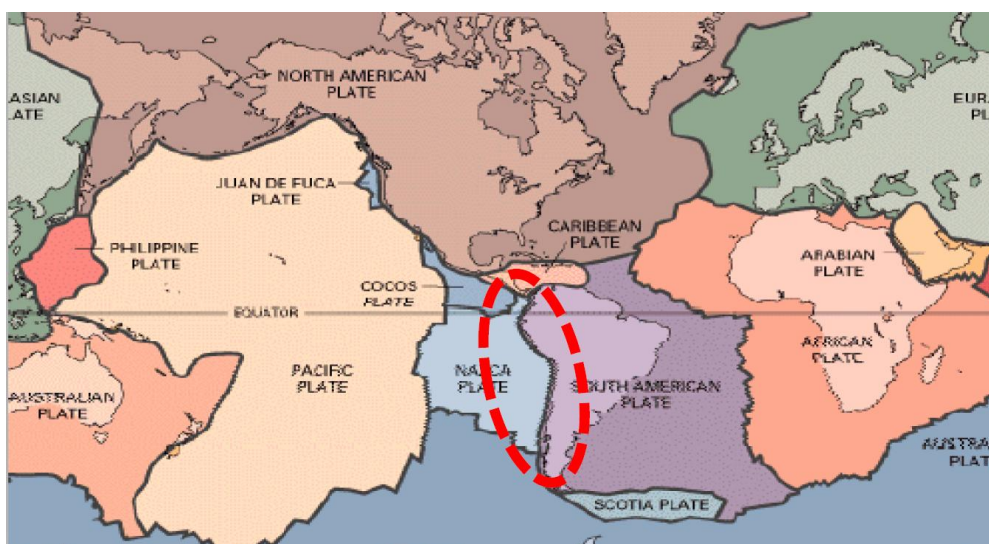 NORTH AMERICAN
PLATE
ASIAN
LATE
EURA
PL
JUAN DE FUCA
PLATE
CARIBBEAN
PLATE
PHILIPPINE
PLATE
ARABIAN
PLATE
COCOS
PLATE
EQUATOR
AFRICAN
PLATE
PACIFIC
PLATE
PLATE
SOUTH AMERICAN
PLATE
AUSTRALIAN
PLATE
AUSTRA
PLAT
SCOTIA PLATE